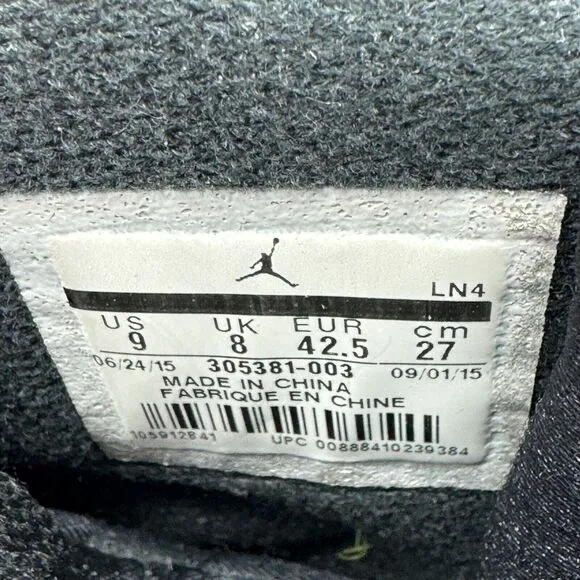 LN4
US UK EUR cm
9 8 42.5 27
06/24/15 305381-003 09/01/15
MADE IN CHINA
FABRIQUE EN CHINE
105912841 UPC 00888410239384